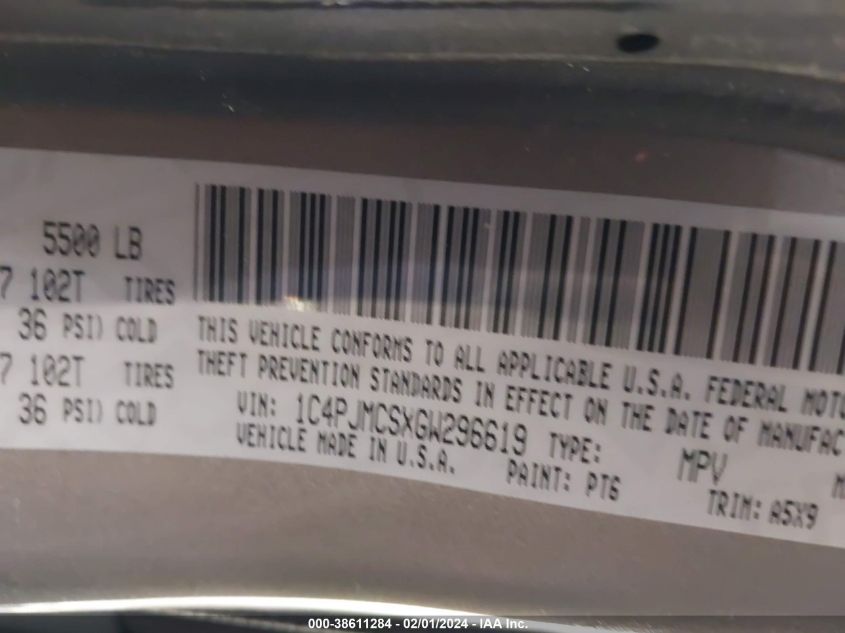 5500 LB
7 102T TIRES
36 PSI) COLD
7 102T TIRES
36 PSI) COLD
THIS VEHICLE CONFORMS TO ALL APPLICABLE U.S.A. FEDERAL MOTO
THEFT PREVENTION STANDARDS IN EFFECT ON THE DATE OF MANUFAC
VIN: 1C4PJMCSXGW296619 TYPE: MPV M
VEHICLE MADE IN U.S.A. PAINT: PT6 TRIM: A5X9
000-38611284 - 02/01/2024 - IAA Inc.